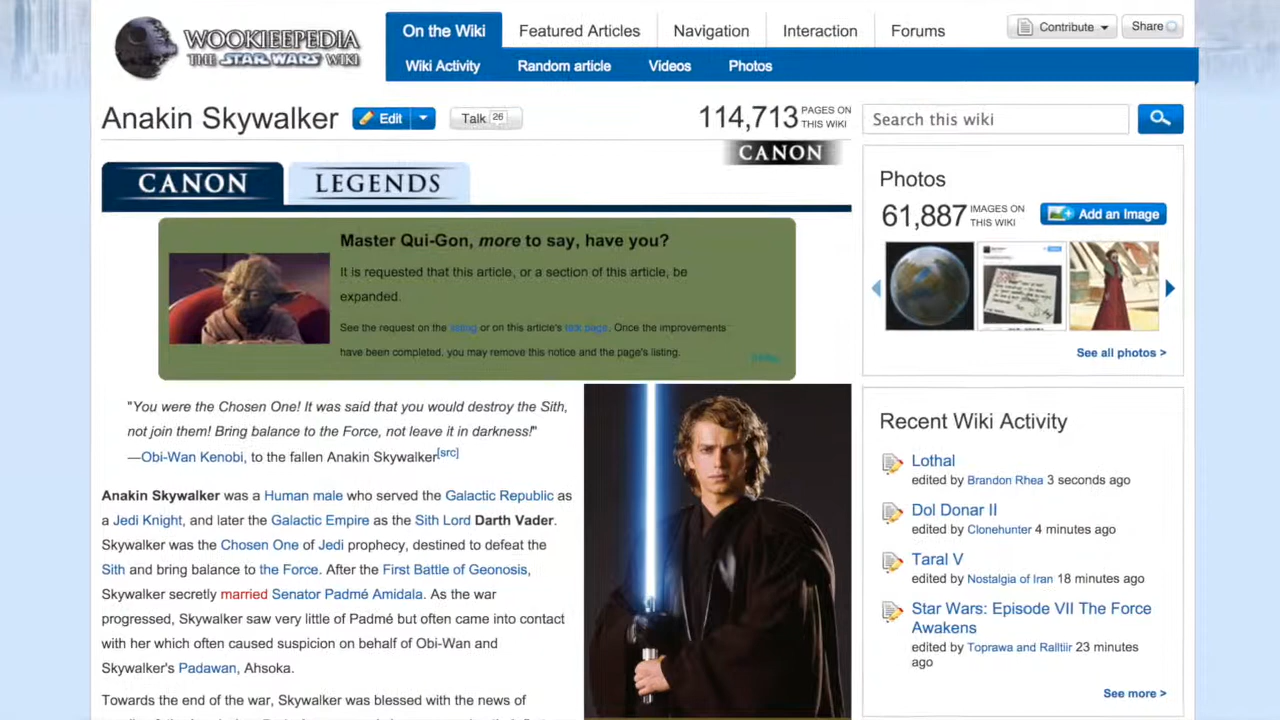 WOOKIEEPEDIA
THE STAR WARS WIKI
On the Wiki
Featured Articles
Navigation
Interaction
Forums
Contribute
Share
Wiki Activity
Random article
Videos
Photos
Anakin Skywalker
Edit
Talk 26
114,713 PAGES ON
THIS WIKI
Search this wiki
CANON
CANON
LEGENDS
Master Qui-Gon, more to say, have you?
It is requested that this article, or a section of this article, be
expanded.
See the request on the listing or on this article's talk page. Once the improvements
have been completed, you may remove this notice and the page's listing.
"You were the Chosen One! It was said that you would destroy the Sith,
not join them! Bring balance to the Force, not leave it in darkness!"
―Obi-Wan Kenobi, to the fallen Anakin Skywalker[src]
Anakin Skywalker was a Human male who served the Galactic Republic as
a Jedi Knight, and later the Galactic Empire as the Sith Lord Darth Vader.
Skywalker was the Chosen One of Jedi prophecy, destined to defeat the
Sith and bring balance to the Force. After the First Battle of Geonosis,
Skywalker secretly married Senator Padmé Amidala. As the war
progressed, Skywalker saw very little of Padmé but often came into contact
with her which often caused suspicion on behalf of Obi-Wan and
Skywalker's Padawan, Ahsoka.
Towards the end of the war, Skywalker was blessed with the news of
Photos
61,887 IMAGES ON
THIS WIKI
Add an Image
See all photos >
Recent Wiki Activity
Lothal
edited by Brandon Rhea 3 seconds ago
Dol Donar II
edited by Clonehunter 4 minutes ago
Taral V
edited by Nostalgia of Iran 18 minutes ago
Star Wars: Episode VII The Force
Awakens
edited by Toprawa and Ralltiir 23 minutes
ago
See more >